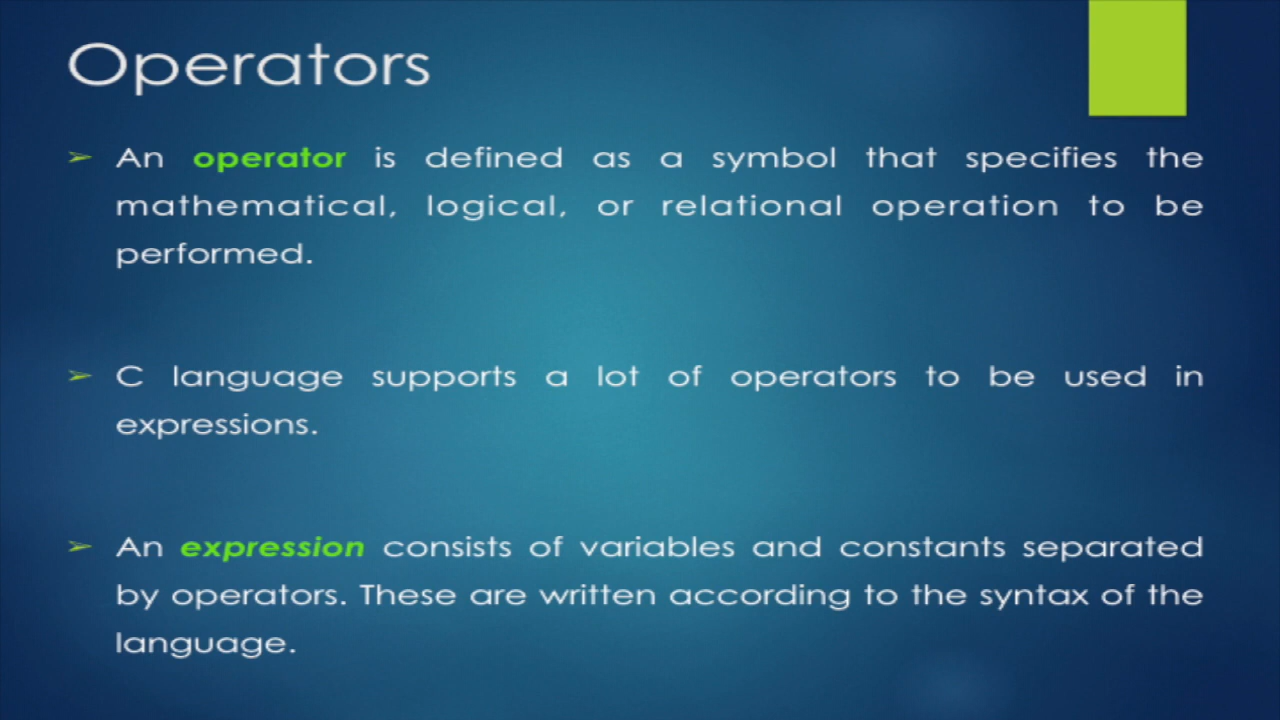 Operators
➢ An operator is defined as a symbol that specifies the
mathematical, logical, or relational operation to be
performed.
➢ C language supports a lot of operators to be used in
expressions.
➢ An expression consists of variables and constants separated
by operators. These are written according to the syntax of the
language.